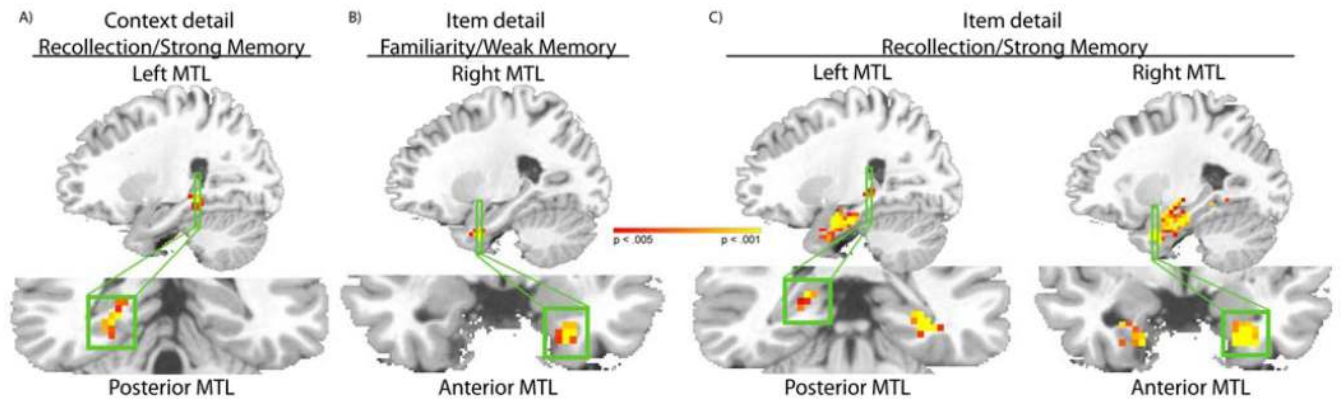 A)
Context detail
Recollection/Strong Memory
Left MTL
Posterior MTL
B)
Item detail
Familiarity/Weak Memory
Right MTL
Anterior MTL
p < .005
p < .001
C)
Item detail
Recollection/Strong Memory
Left MTL
Right MTL
Posterior MTL
Anterior MTL